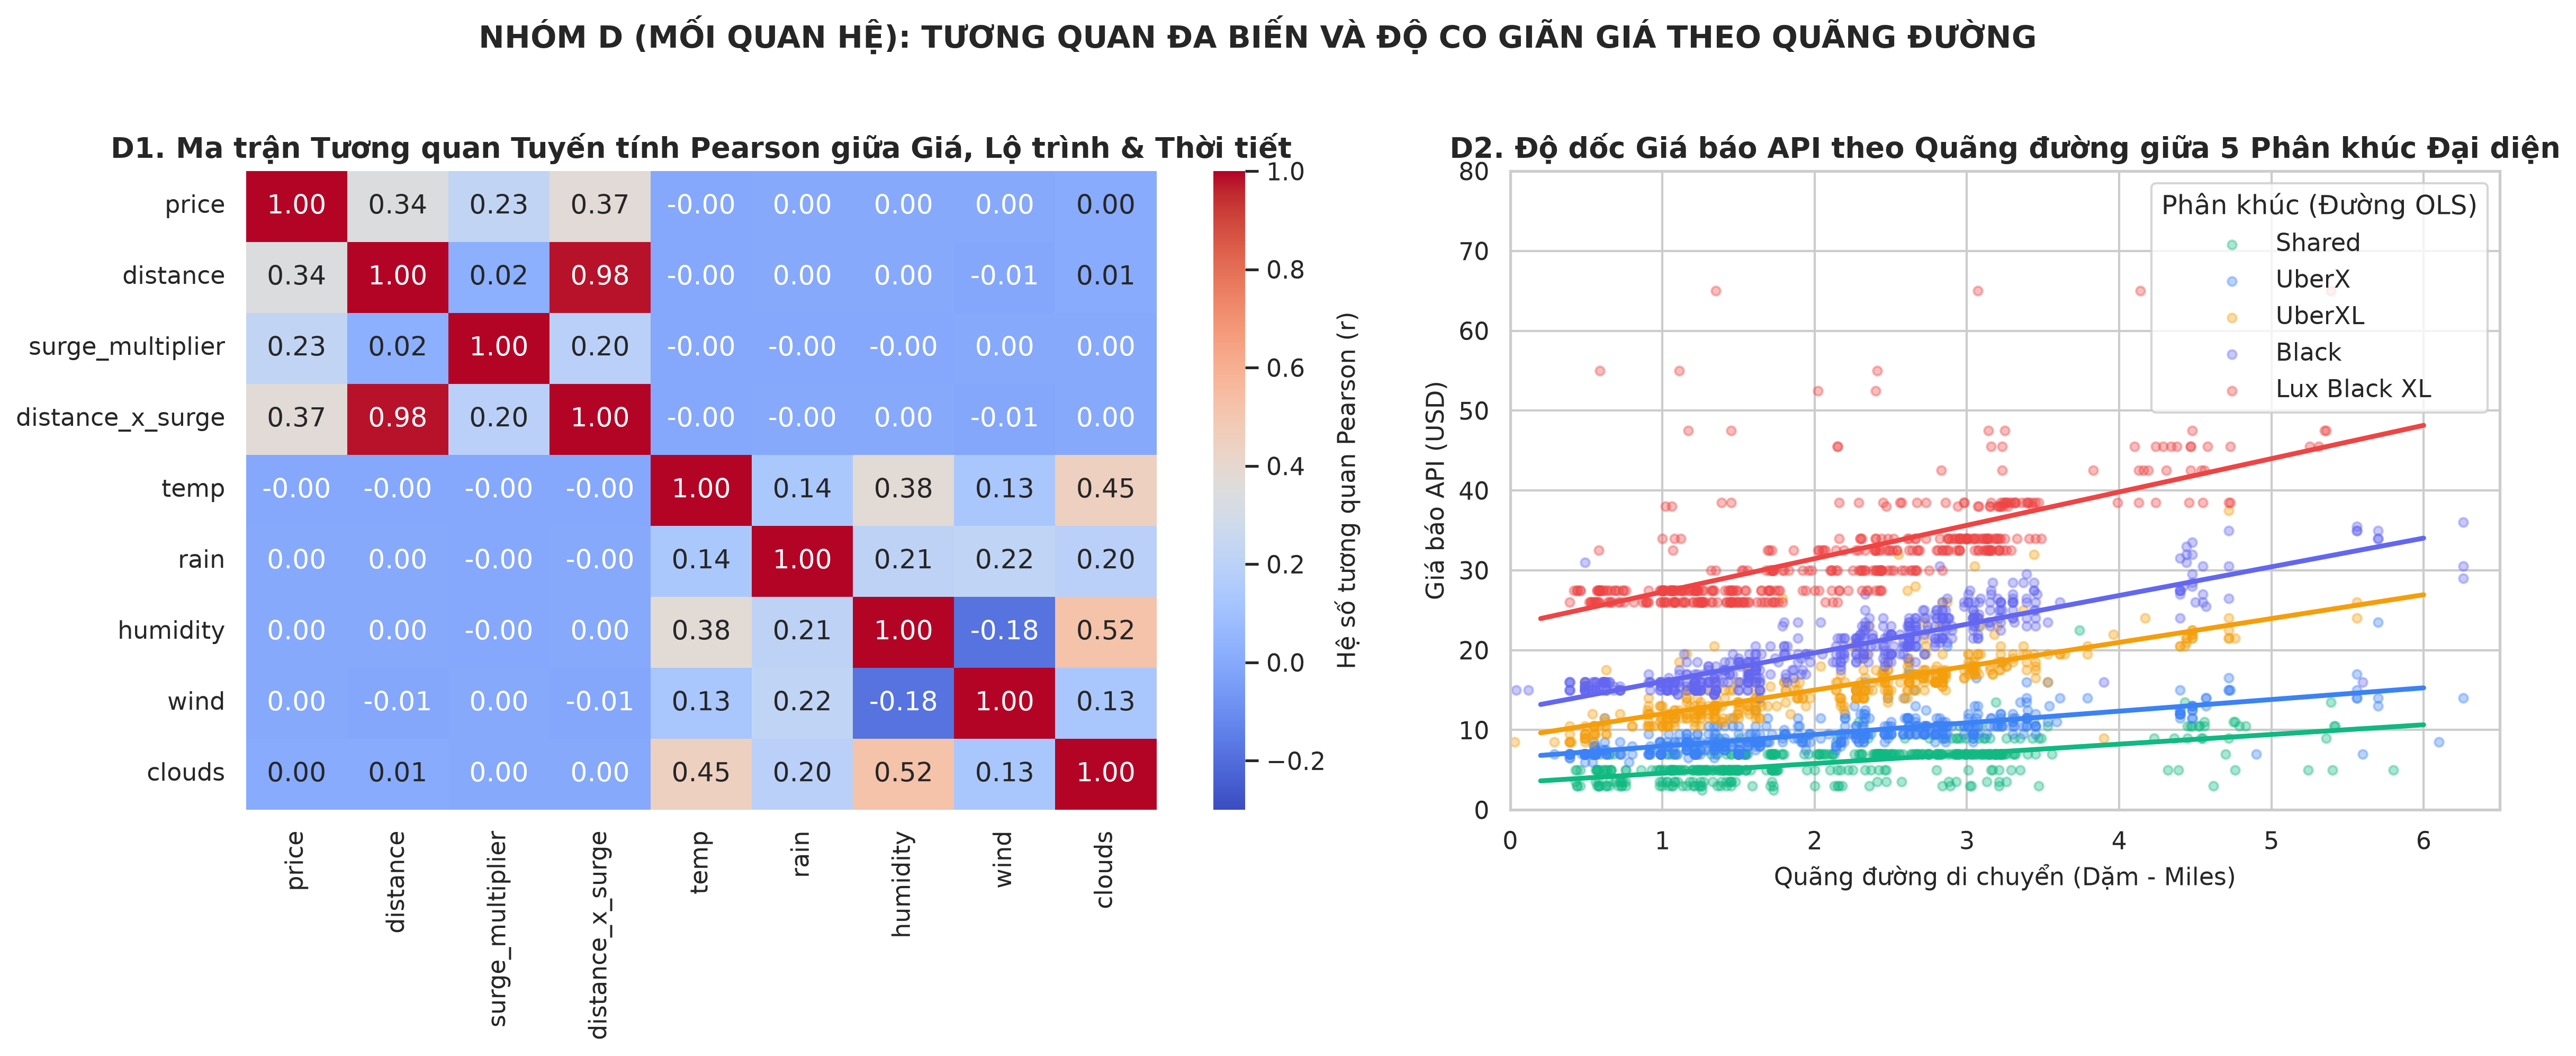 NHÓM D (MỐI QUAN HỆ): TƯƠNG QUAN ĐA BIẾN VÀ ĐỘ CO GIÃN GIÁ THEO QUÃNG ĐƯỜNG
D1. Ma trận Tương quan Tuyến tính Pearson giữa Giá, Lộ trình & Thời tiết
price 1.00 0.34 0.23 0.37 -0.00 0.00 0.00 0.00 0.00
distance 0.34 1.00 0.02 0.98 -0.00 0.00 0.00 -0.01 0.01
surge_multiplier 0.23 0.02 1.00 0.20 -0.00 -0.00 -0.00 0.00 0.00
distance_x_surge 0.37 0.98 0.20 1.00 -0.00 -0.00 0.00 -0.01 0.00
temp -0.00 -0.00 -0.00 -0.00 1.00 0.14 0.38 0.13 0.45
rain 0.00 0.00 -0.00 -0.00 0.14 1.00 0.21 0.22 0.20
humidity 0.00 0.00 -0.00 0.00 0.38 0.21 1.00 -0.18 0.52
wind 0.00 -0.01 0.00 -0.01 0.13 0.22 -0.18 1.00 0.13
clouds 0.00 0.01 0.00 0.00 0.45 0.20 0.52 0.13 1.00
price
distance
surge_multiplier
distance_x_surge
temp
rain
humidity
wind
clouds
1.0
0.8
0.6
0.4
0.2
0.0
−0.2
Hệ số tương quan Pearson (r)
D2. Độ dốc Giá báo API theo Quãng đường giữa 5 Phân khúc Đại diện
80
70
60
50
40
30
20
10
0
Giá báo API (USD)
Phân khúc (Đường OLS)
Shared
UberX
UberXL
Black
Lux Black XL
0 1 2 3 4 5 6
Quãng đường di chuyển (Dặm - Miles)